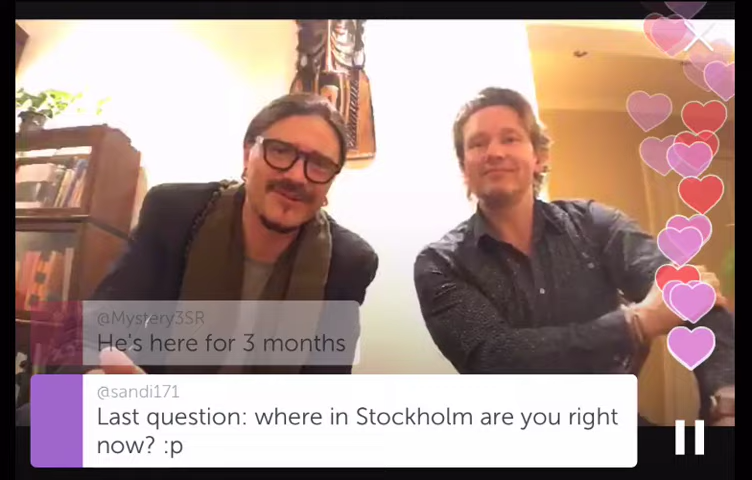 @Mystery3SR
He's here for 3 months
@sandi171
Last question: where in Stockholm are you right
now? :p